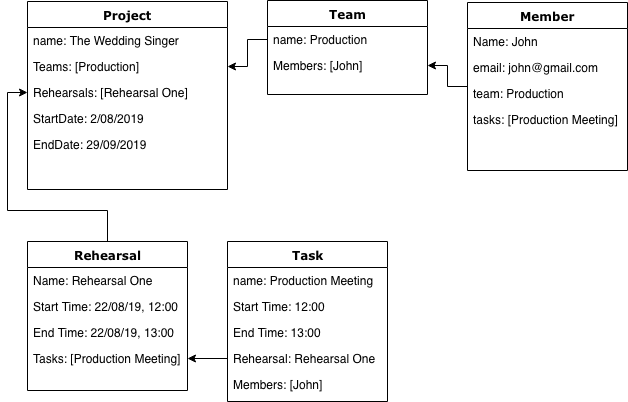 Project
name: The Wedding Singer
Teams: [Production]
Rehearsals: [Rehearsal One]
StartDate: 2/08/2019
EndDate: 29/09/2019
Team
name: Production
Members: [John]
Member
Name: John
email: john@gmail.com
team: Production
tasks: [Production Meeting]
Rehearsal
Name: Rehearsal One
Start Time: 22/08/19, 12:00
End Time: 22/08/19, 13:00
Tasks: [Production Meeting]
Task
name: Production Meeting
Start Time: 12:00
End Time: 13:00
Rehearsal: Rehearsal One
Members: [John]